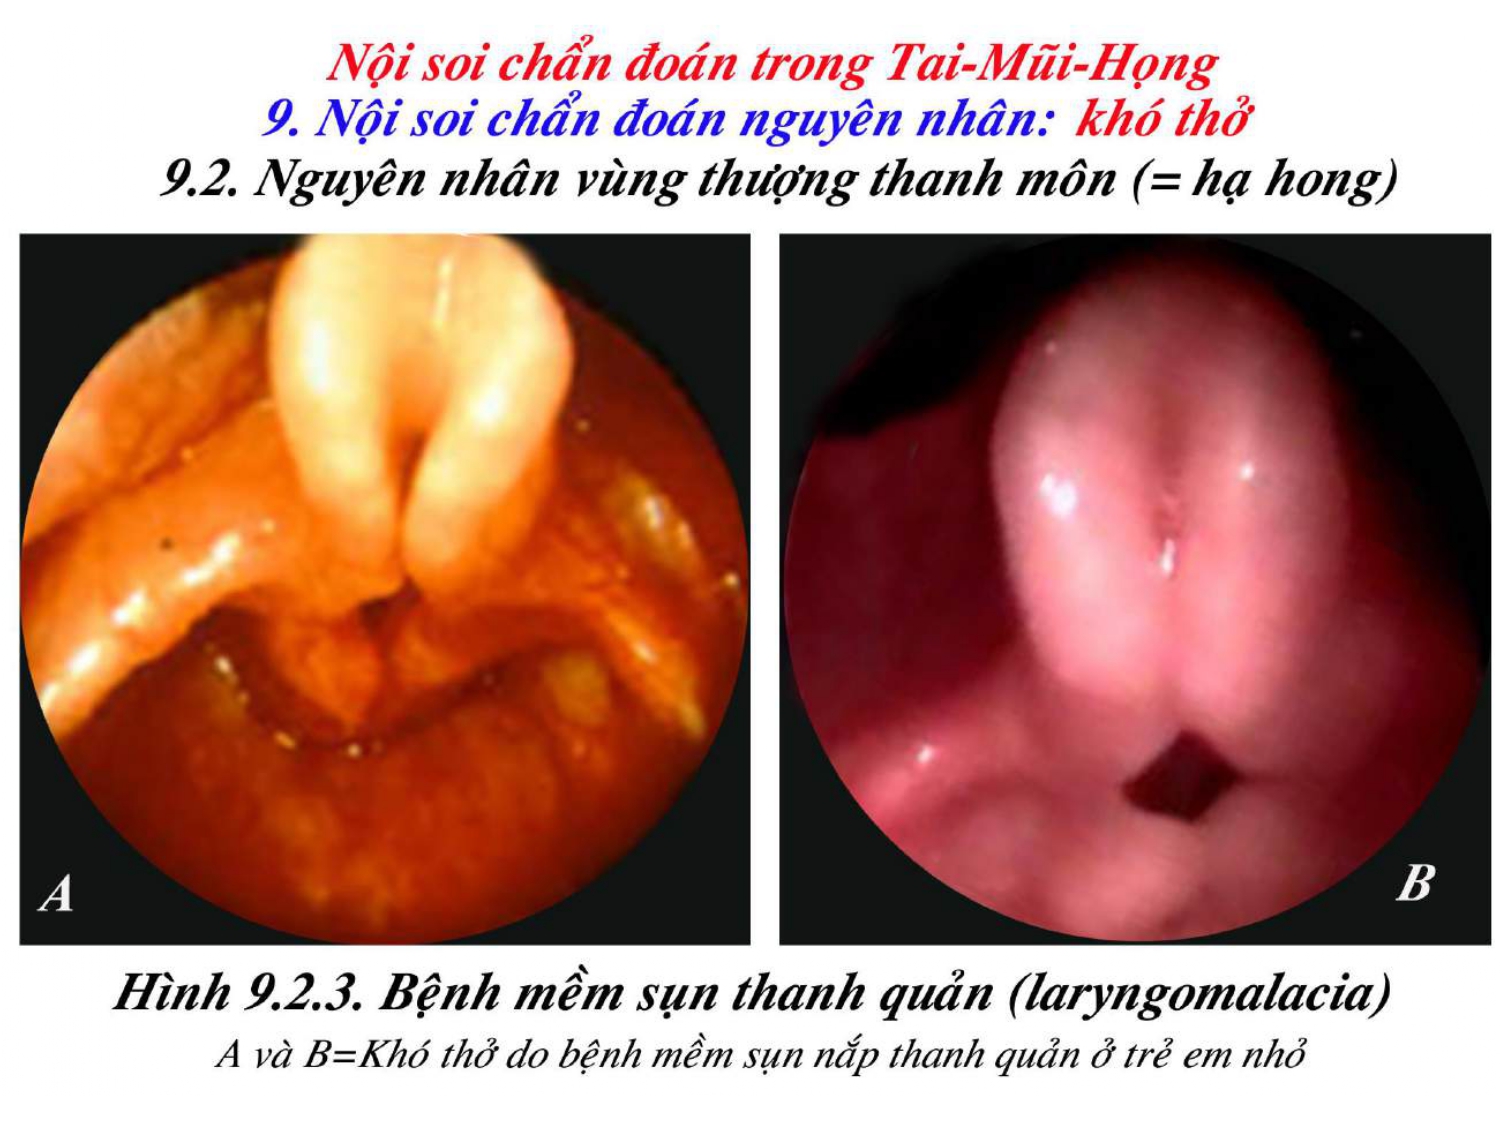 Nội soi chẩn đoán trong Tai-Mũi-Họng
9. Nội soi chẩn đoán nguyên nhân: khó thở
9.2. Nguyên nhân vùng thượng thanh môn (= hạ hong)
A
B
Hình 9.2.3. Bệnh mềm sụn thanh quản (laryngomalacia)
A và B=Khó thở do bệnh mềm sụn nắp thanh quản ở trẻ em nhỏ